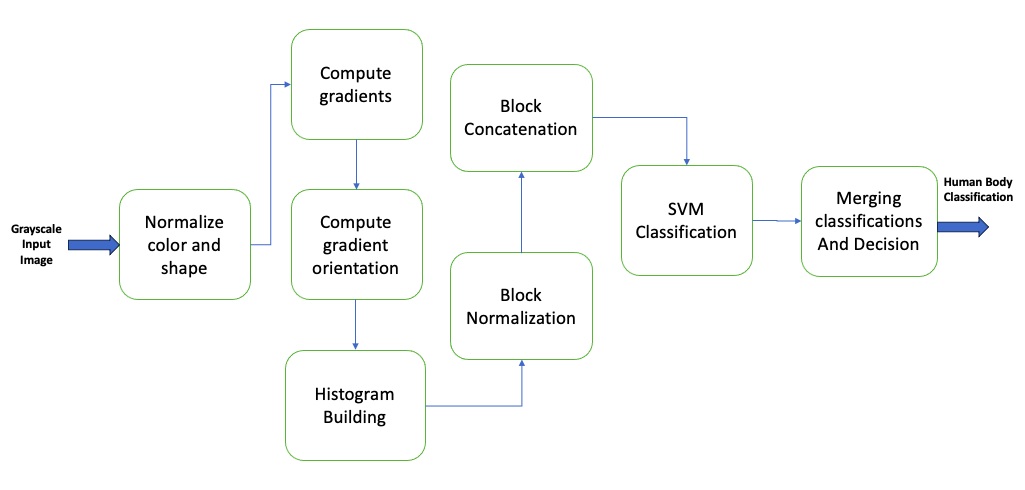 Grayscale
Input
Image
Normalize
color and
shape
Compute
gradients
Compute
gradient
orientation
Histogram
Building
Block
Normalization
Block
Concatenation
SVM
Classification
Merging
classifications
And Decision
Human Body
Classification